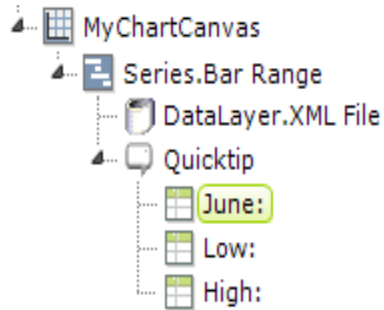 MyChartCanvas
Series.Bar Range
DataLayer.XML File
Quicktip
June:
Low:
High: